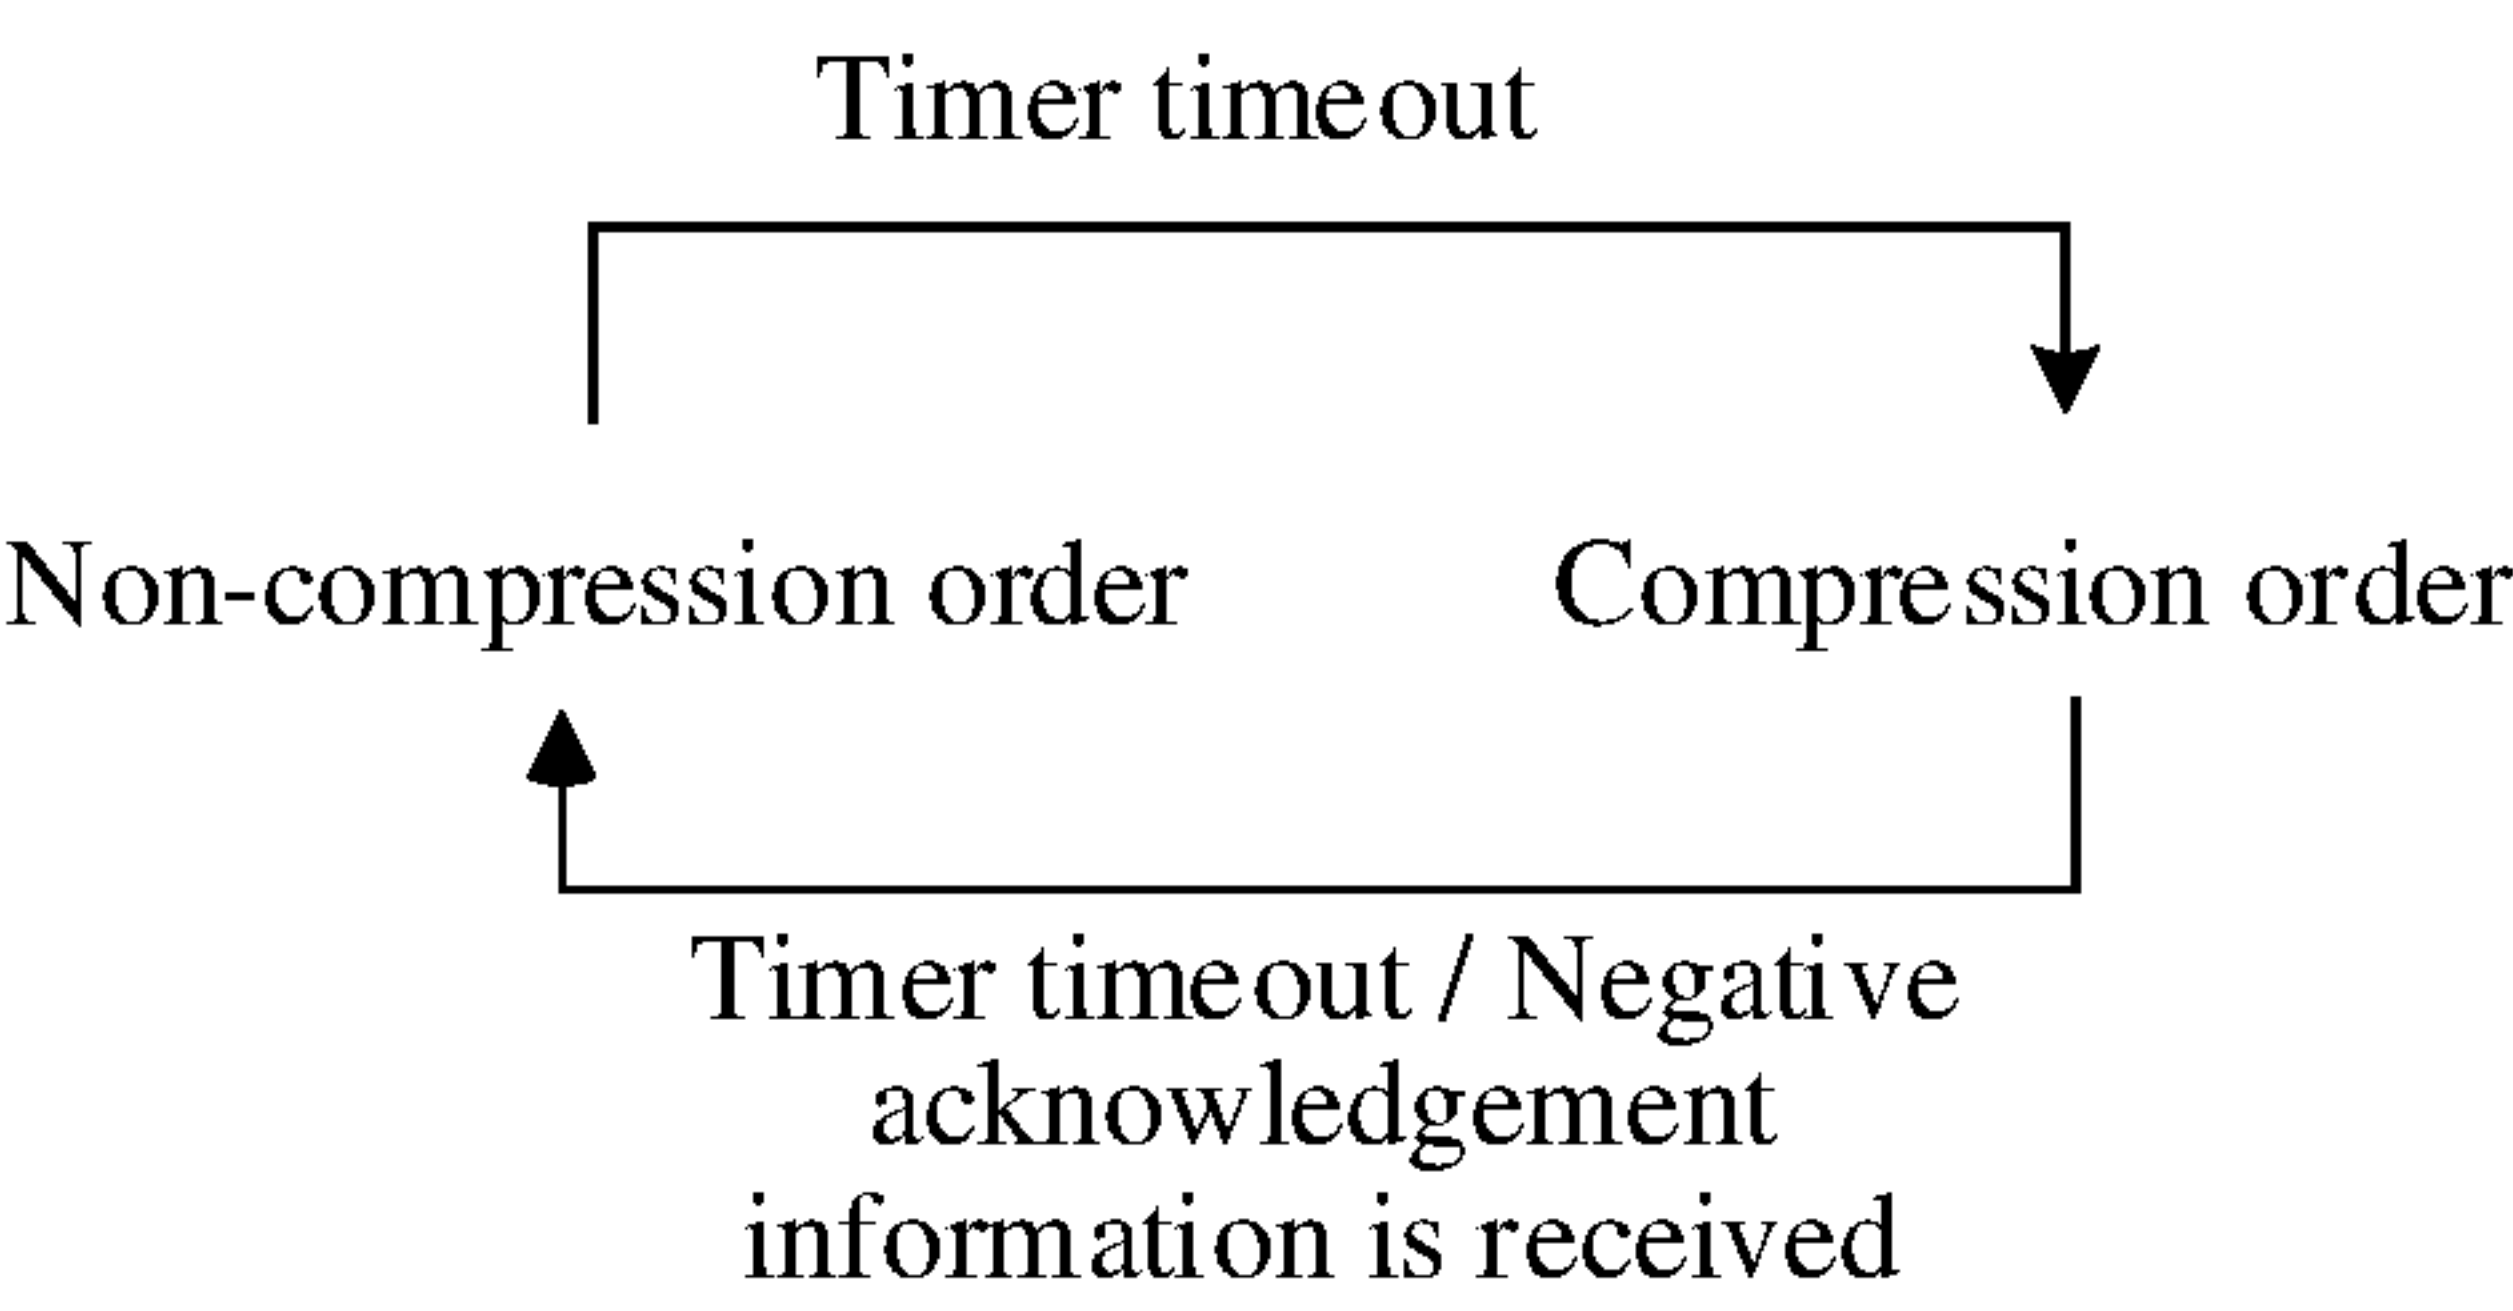 Timer timeout
Non-compression order
Compression order
Timer timeout / Negative
acknowledgement
information is received